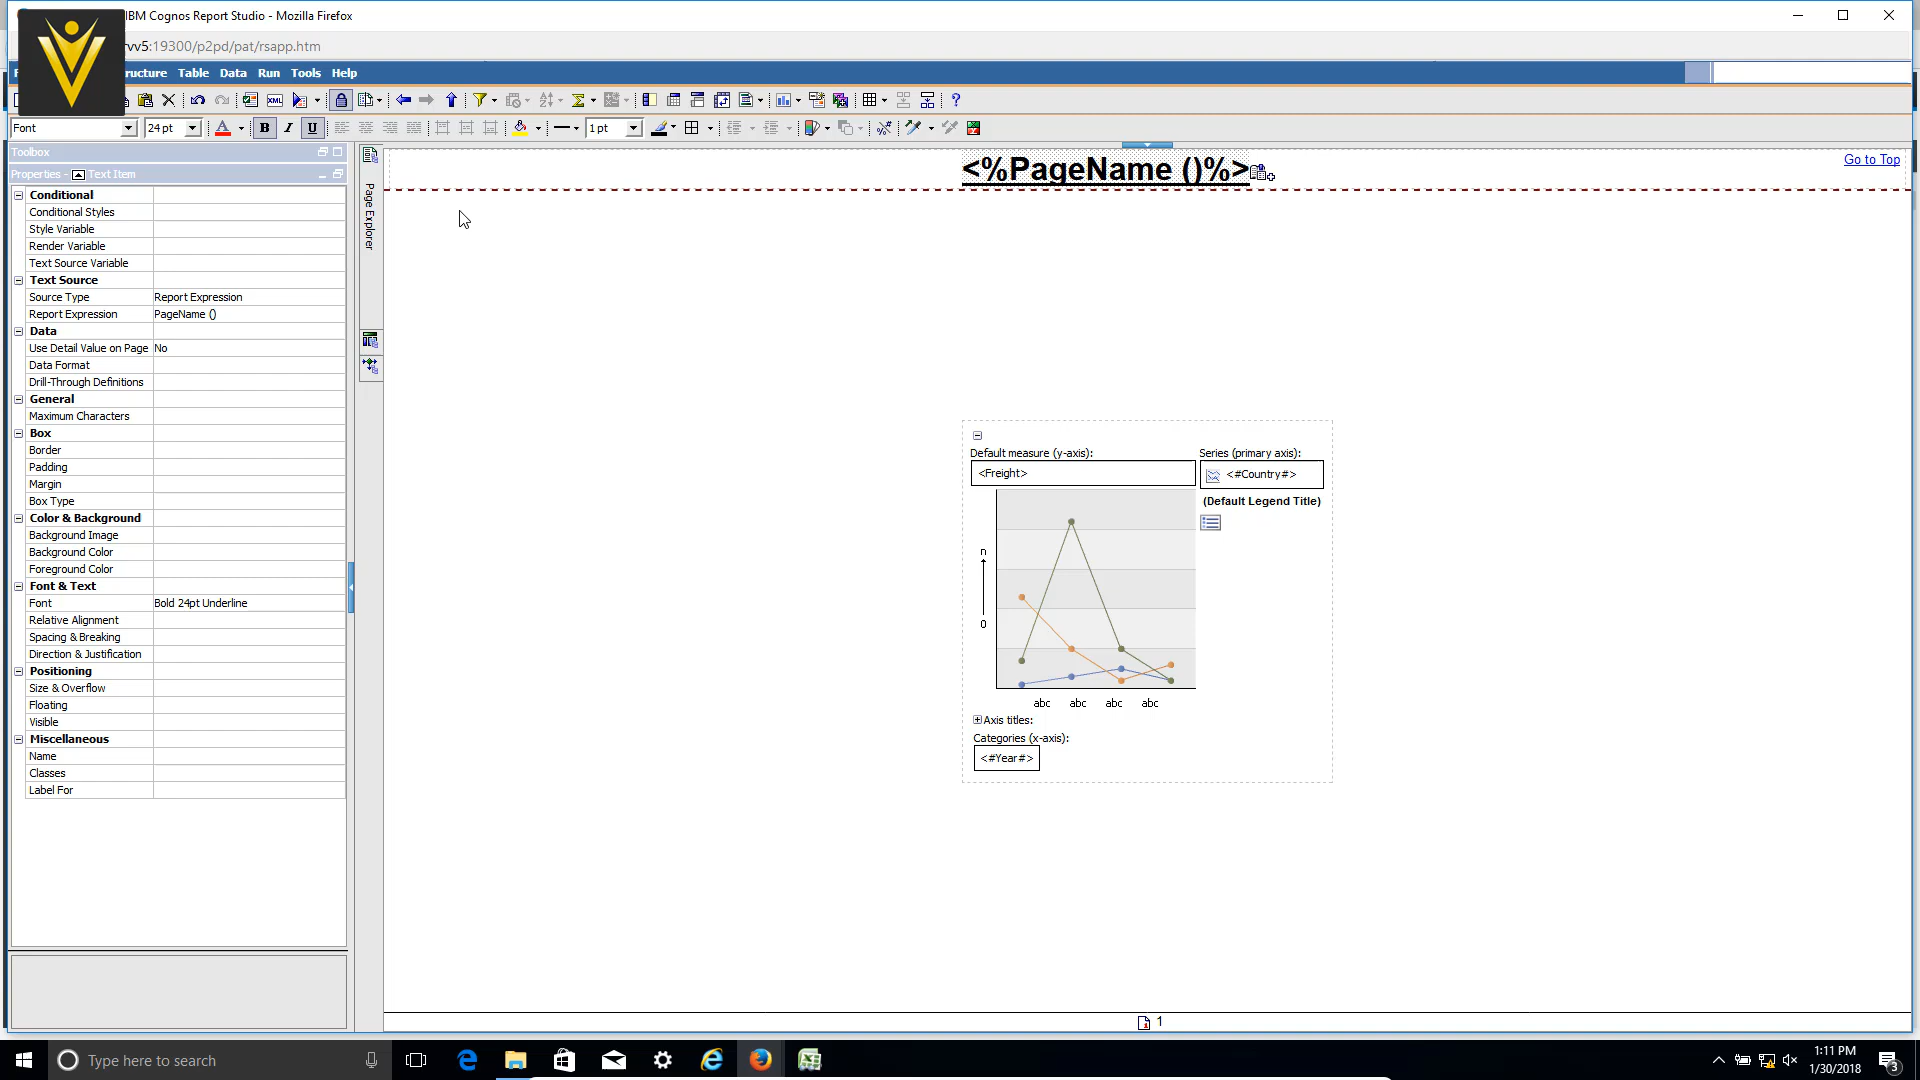 IBM Cognos Report Studio - Mozilla Firefox
rvv5:19300/p2pd/pat/rsapp.htm
ructure Table Data Run Tools Help
XML
Font 24pt A B I U 1pt
Toolbox
Properties - Text Item
Conditional
Conditional Styles
Style Variable
Render Variable
Text Source Variable
Text Source
Source Type Report Expression
Report Expression PageName ()
Data
Use Detail Value on Page No
Data Format
Drill-Through Definitions
General
Maximum Characters
Box
Border
Padding
Margin
Box Type
Color & Background
Background Image
Background Color
Foreground Color
Font & Text
Font Bold 24pt Underline
Relative Alignment
Spacing & Breaking
Direction & Justification
Positioning
Size & Overflow
Floating
Visible
Miscellaneous
Name
Classes
Label For
Page Explorer
<%PageName ()%>
Go to Top
Default measure (y-axis): Series (primary axis):
<Freight> <#Country#>
(Default Legend Title)
n
0
abc abc abc abc
Axis titles:
Categories (x-axis):
<#Year#>
1
Type here to search
1:11 PM
1/30/2018
3